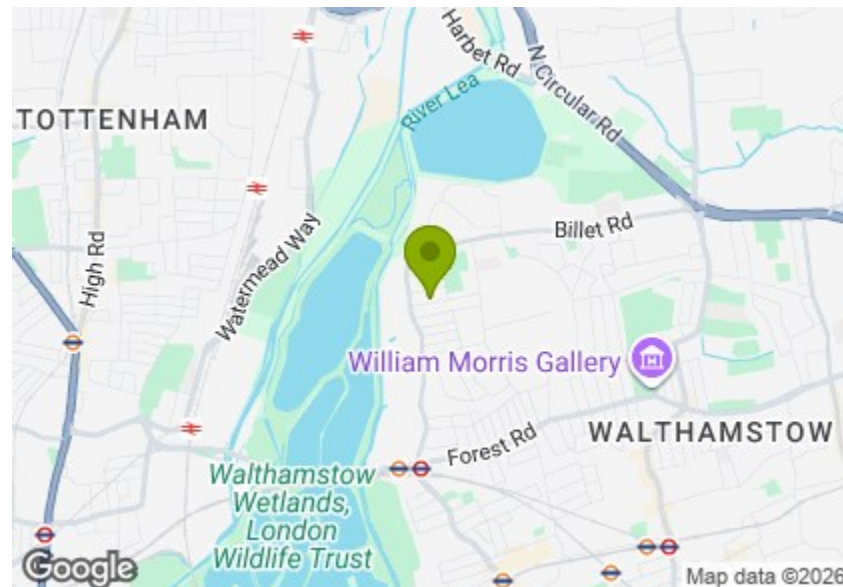 Harbet Rd
N Circular Rd
River Lea
TOTTENHAM
Billet Rd
High Rd
Watermead Way
William Morris Gallery
Forest Rd
WALTHAMSTOW
Walthamstow
Wetlands,
London
Wildlife Trust
Google
Map data ©2026